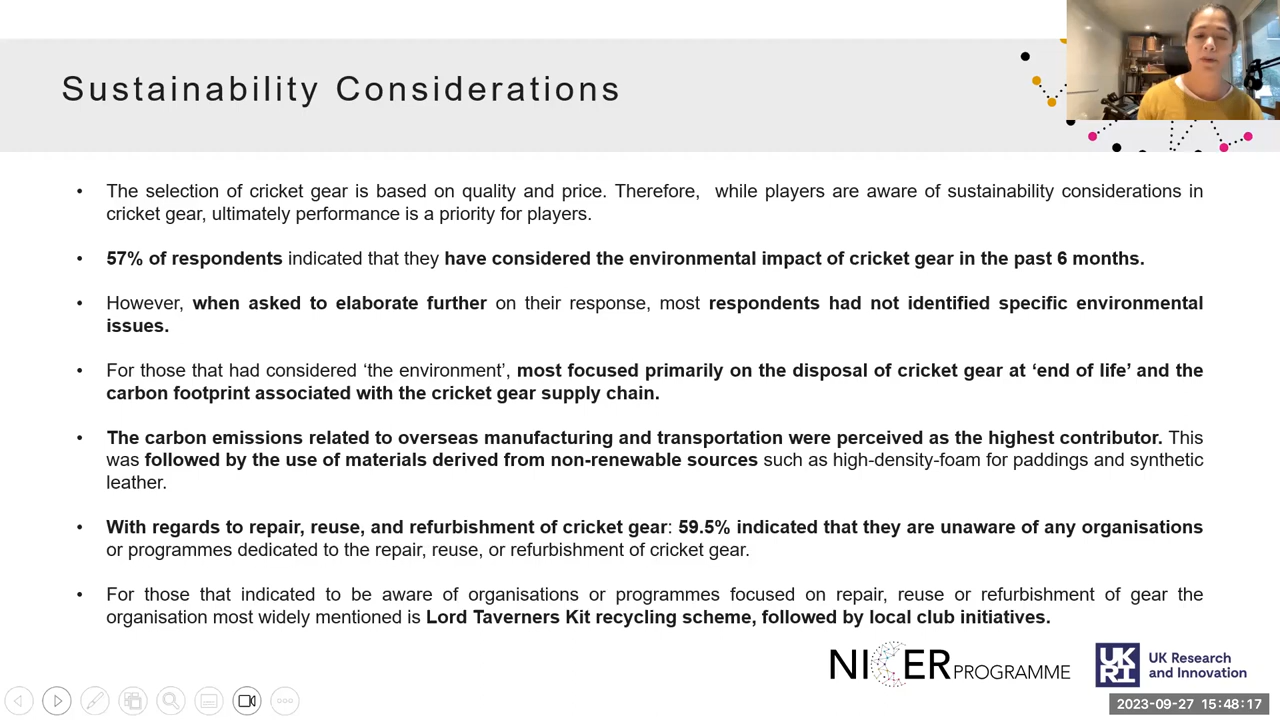 Sustainability Considerations
• The selection of cricket gear is based on quality and price. Therefore, while players are aware of sustainability considerations in
cricket gear, ultimately performance is a priority for players.
• 57% of respondents indicated that they have considered the environmental impact of cricket gear in the past 6 months.
• However, when asked to elaborate further on their response, most respondents had not identified specific environmental
issues.
• For those that had considered ‘the environment’, most focused primarily on the disposal of cricket gear at ‘end of life’ and the
carbon footprint associated with the cricket gear supply chain.
• The carbon emissions related to overseas manufacturing and transportation were perceived as the highest contributor. This
was followed by the use of materials derived from non-renewable sources such as high-density-foam for paddings and synthetic
leather.
• With regards to repair, reuse, and refurbishment of cricket gear: 59.5% indicated that they are unaware of any organisations
or programmes dedicated to the repair, reuse, or refurbishment of cricket gear.
• For those that indicated to be aware of organisations or programmes focused on repair, reuse or refurbishment of gear the
organisation most widely mentioned is Lord Taverners Kit recycling scheme, followed by local club initiatives.
NICER PROGRAMME
UK
RI
UK Research
and Innovation
2023-09-27 15:48:17